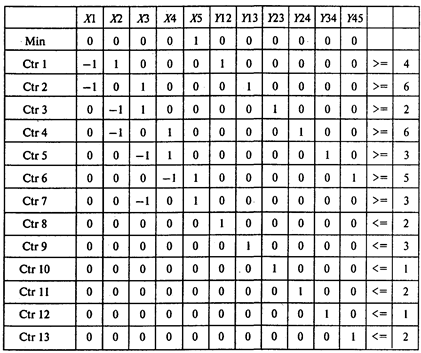 X1 X2 X3 X4 X5 Y12 Y13 Y23 Y24 Y34 Y45
Min 0 0 0 0 1 0 0 0 0 0 0
Ctr 1 −1 1 0 0 0 1 0 0 0 0 0 >= 4
Ctr 2 −1 0 1 0 0 0 1 0 0 0 0 >= 6
Ctr 3 0 −1 1 0 0 0 0 1 0 0 0 >= 2
Ctr 4 0 −1 0 1 0 0 0 0 1 0 0 >= 6
Ctr 5 0 0 −1 1 0 0 0 0 0 1 0 >= 3
Ctr 6 0 0 0 −1 1 0 0 0 0 0 1 >= 5
Ctr 7 0 0 −1 0 1 0 0 0 0 0 0 >= 3
Ctr 8 0 0 0 0 0 1 0 0 0 0 0 <= 2
Ctr 9 0 0 0 0 0 0 1 0 0 0 0 <= 3
Ctr 10 0 0 0 0 0 0 0 1 0 0 0 <= 1
Ctr 11 0 0 0 0 0 0 0 0 1 0 0 <= 2
Ctr 12 0 0 0 0 0 0 0 0 0 1 0 <= 1
Ctr 13 0 0 0 0 0 0 0 0 0 0 1 <= 2